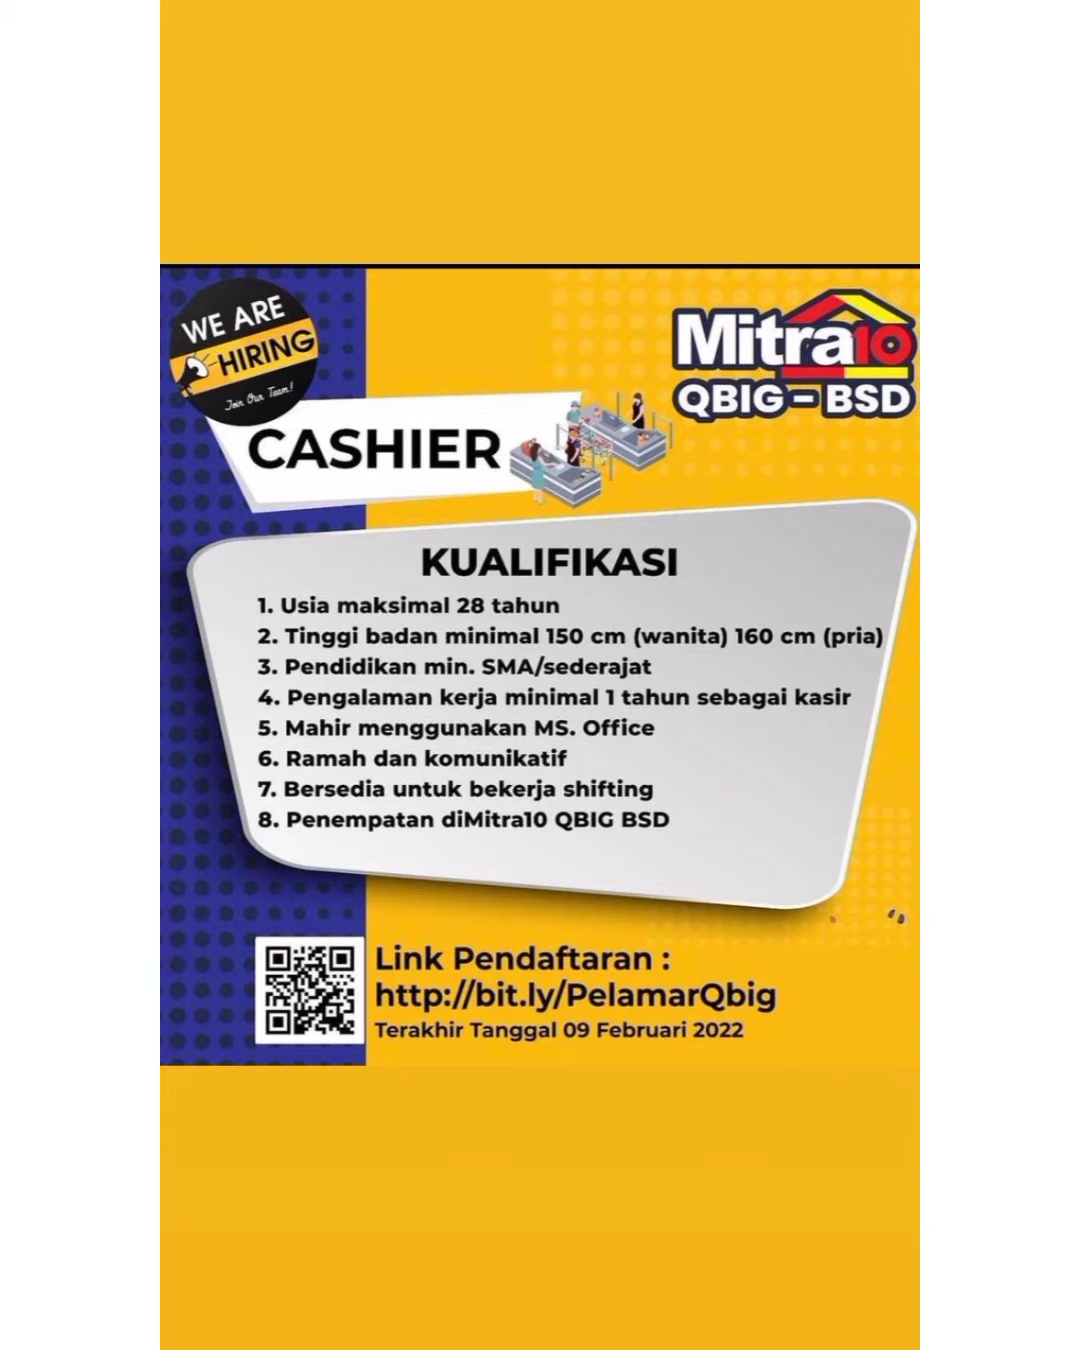 WE ARE
HIRING
Join Our Team!
Mitra10
QBIG - BSD
CASHIER
KUALIFIKASI
1. Usia maksimal 28 tahun
2. Tinggi badan minimal 150 cm (wanita) 160 cm (pria)
3. Pendidikan min. SMA/sederajat
4. Pengalaman kerja minimal 1 tahun sebagai kasir
5. Mahir menggunakan MS. Office
6. Ramah dan komunikatif
7. Bersedia untuk bekerja shifting
8. Penempatan diMitra10 QBIG BSD
Link Pendaftaran :
http://bit.ly/PelamarQbig
Terakhir Tanggal 09 Februari 2022